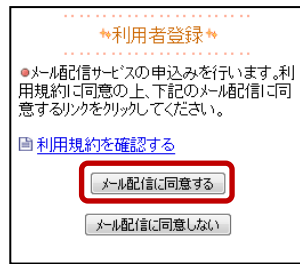 利用者登録
●メール配信サービスの申込みを行います。利
用規約に同意の上、下記のメール配信に同
意するリンクをクリックしてください。
利用規約を確認する
メール配信に同意する
メール配信に同意しない